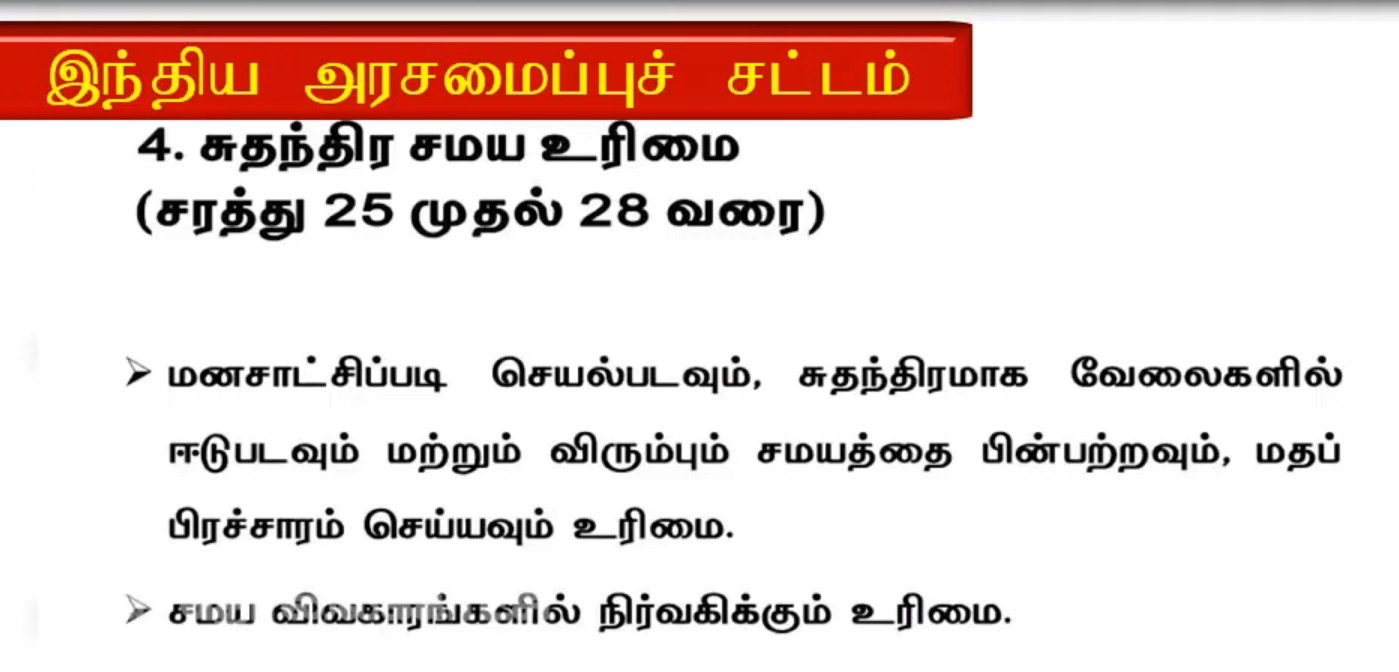 இந்திய அரசமைப்புச் சட்டம்
4. சுதந்திர சமய உரிமை
(சரத்து 25 முதல் 28 வரை)
➢ மனசாட்சிப்படி செயல்படவும், சுதந்திரமாக வேலைகளில்
ஈடுபடவும் மற்றும் விரும்பும் சமயத்தை பின்பற்றவும், மதப்
பிரச்சாரம் செய்யவும் உரிமை.
➢ சமய விவகாரங்களில் நிர்வகிக்கும் உரிமை.